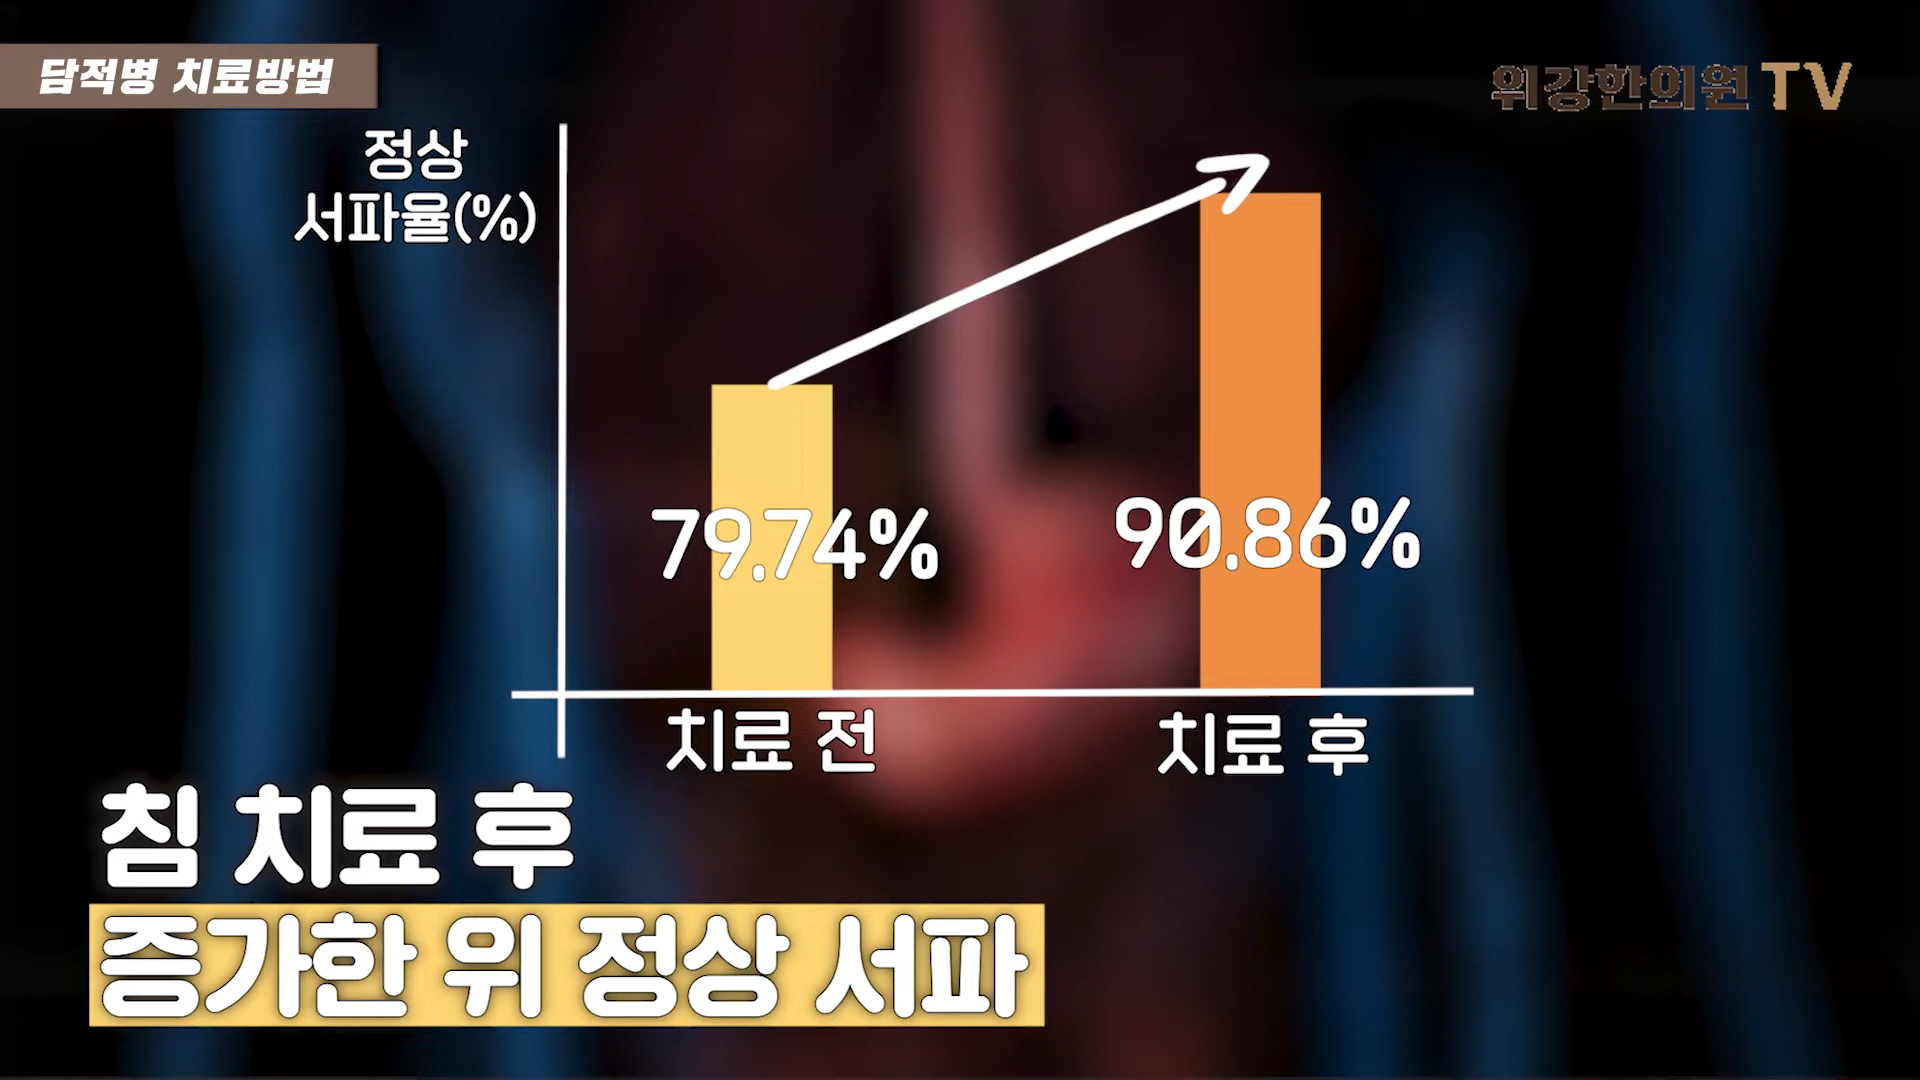 담적병 치료방법
위강한의원 TV
정상
서파율(%)
79.74%
90.86%
치료 전
치료 후
침 치료 후
증가한 위 정상 서파